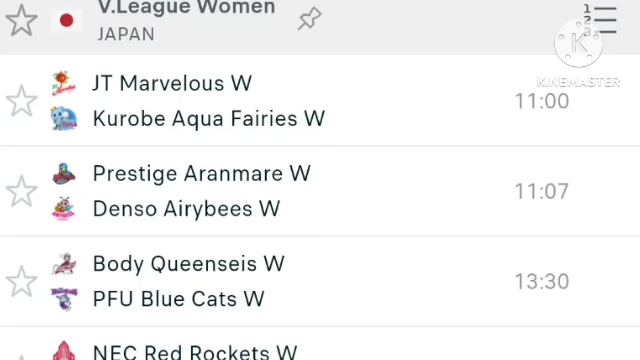 V.League Women
JAPAN
K
KINEMASTER
JT Marvelous W
Kurobe Aqua Fairies W
11:00
Prestige Aranmare W
Denso Airybees W
11:07
Body Queenseis W
PFU Blue Cats W
13:30
NEC Red Rockets W